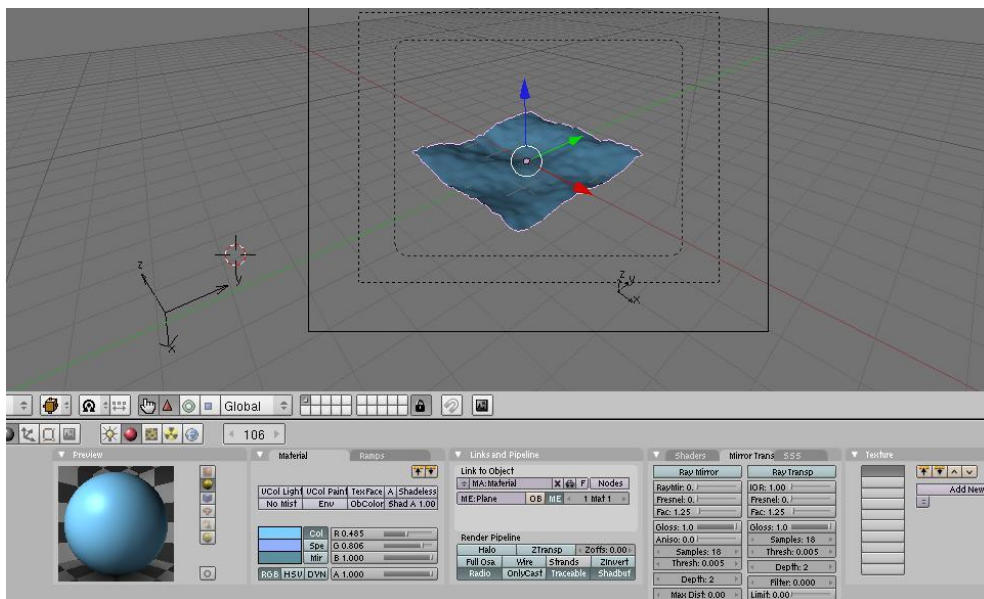 z
y
x
z
y
x
Global
106
Preview
Material
Ramps
VCol Light
VCol Paint
TexFace
A
Shadeless
No Mist
Env
ObColor
Shad A 1.00
Col
R 0.485
Spe
G 0.806
Mir
B 1.000
RGB
HSV
DYN
A 1.000
Links and Pipeline
Link to Object
MA:Material
X
F
Nodes
ME:Plane
OB
ME
1 Mat 1
Render Pipeline
Halo
ZTransp
Zoffs: 0.00
Full Osa
Wire
Strands
ZInvert
Radio
OnlyCast
Traceable
Shadbuf
Shaders
Mirror Trans
SSS
Ray Mirror
Ray Transp
RayMir: 0.
IOR: 1.00
Fresnel: 0.
Fresnel: 0.
Fac: 1.25
Fac: 1.25
Gloss: 1.0
Gloss: 1.0
Aniso: 0.0
Samples: 18
Samples: 18
Thresh: 0.005
Thresh: 0.005
Depth: 2
Depth: 2
Filter: 0.000
Max Dist: 0.00
Limit: 0.00
Texture
Add New